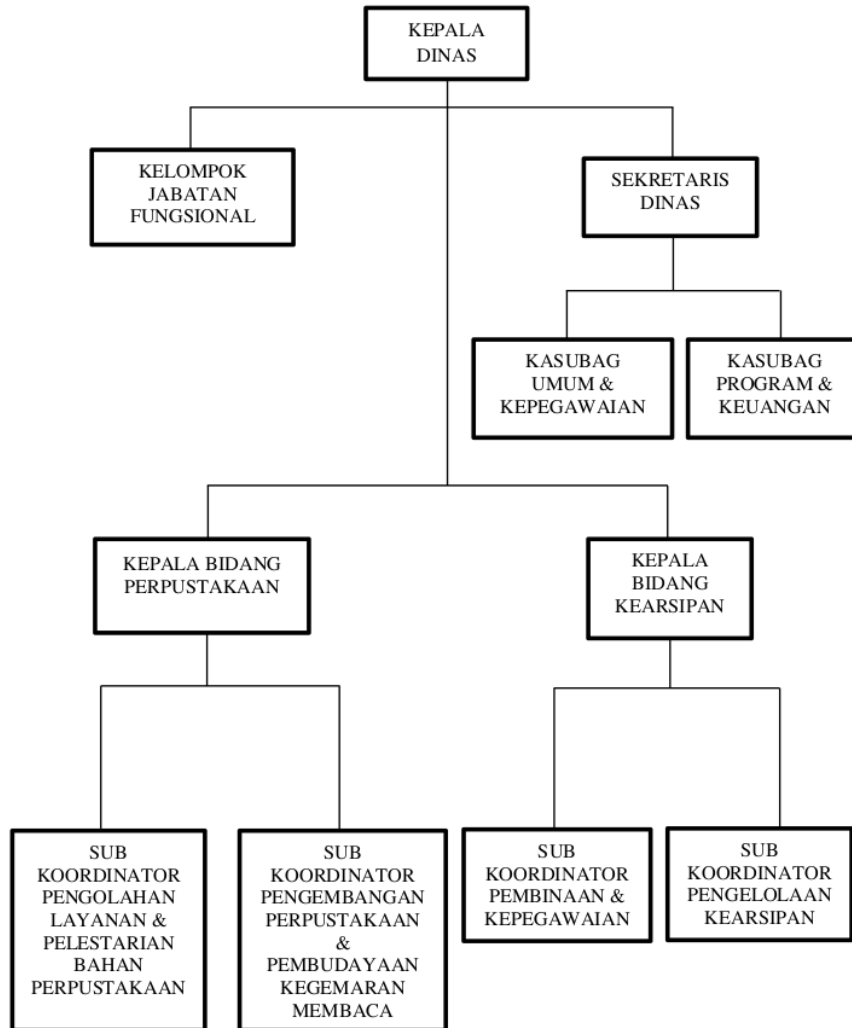 KEPALA
DINAS
KELOMPOK
JABATAN
FUNGSIONAL
SEKRETARIS
DINAS
KASUBAG
UMUM &
KEPEGAWAIAN
KASUBAG
PROGRAM &
KEUANGAN
KEPALA BIDANG
PERPUSTAKAAN
KEPALA
BIDANG
KEARSIPAN
SUB
KOORDINATOR
PENGOLAHAN
LAYANAN &
PELESTARIAN
BAHAN
PERPUSTAKAAN
SUB
KOORDINATOR
PENGEMBANGAN
PERPUSTAKAAN
&
PEMBUDAYAAN
KEGEMARAN
MEMBACA
SUB
KOORDINATOR
PEMBINAAN &
KEPEGAWAIAN
SUB
KOORDINATOR
PENGELOLAAN
KEARSIPAN